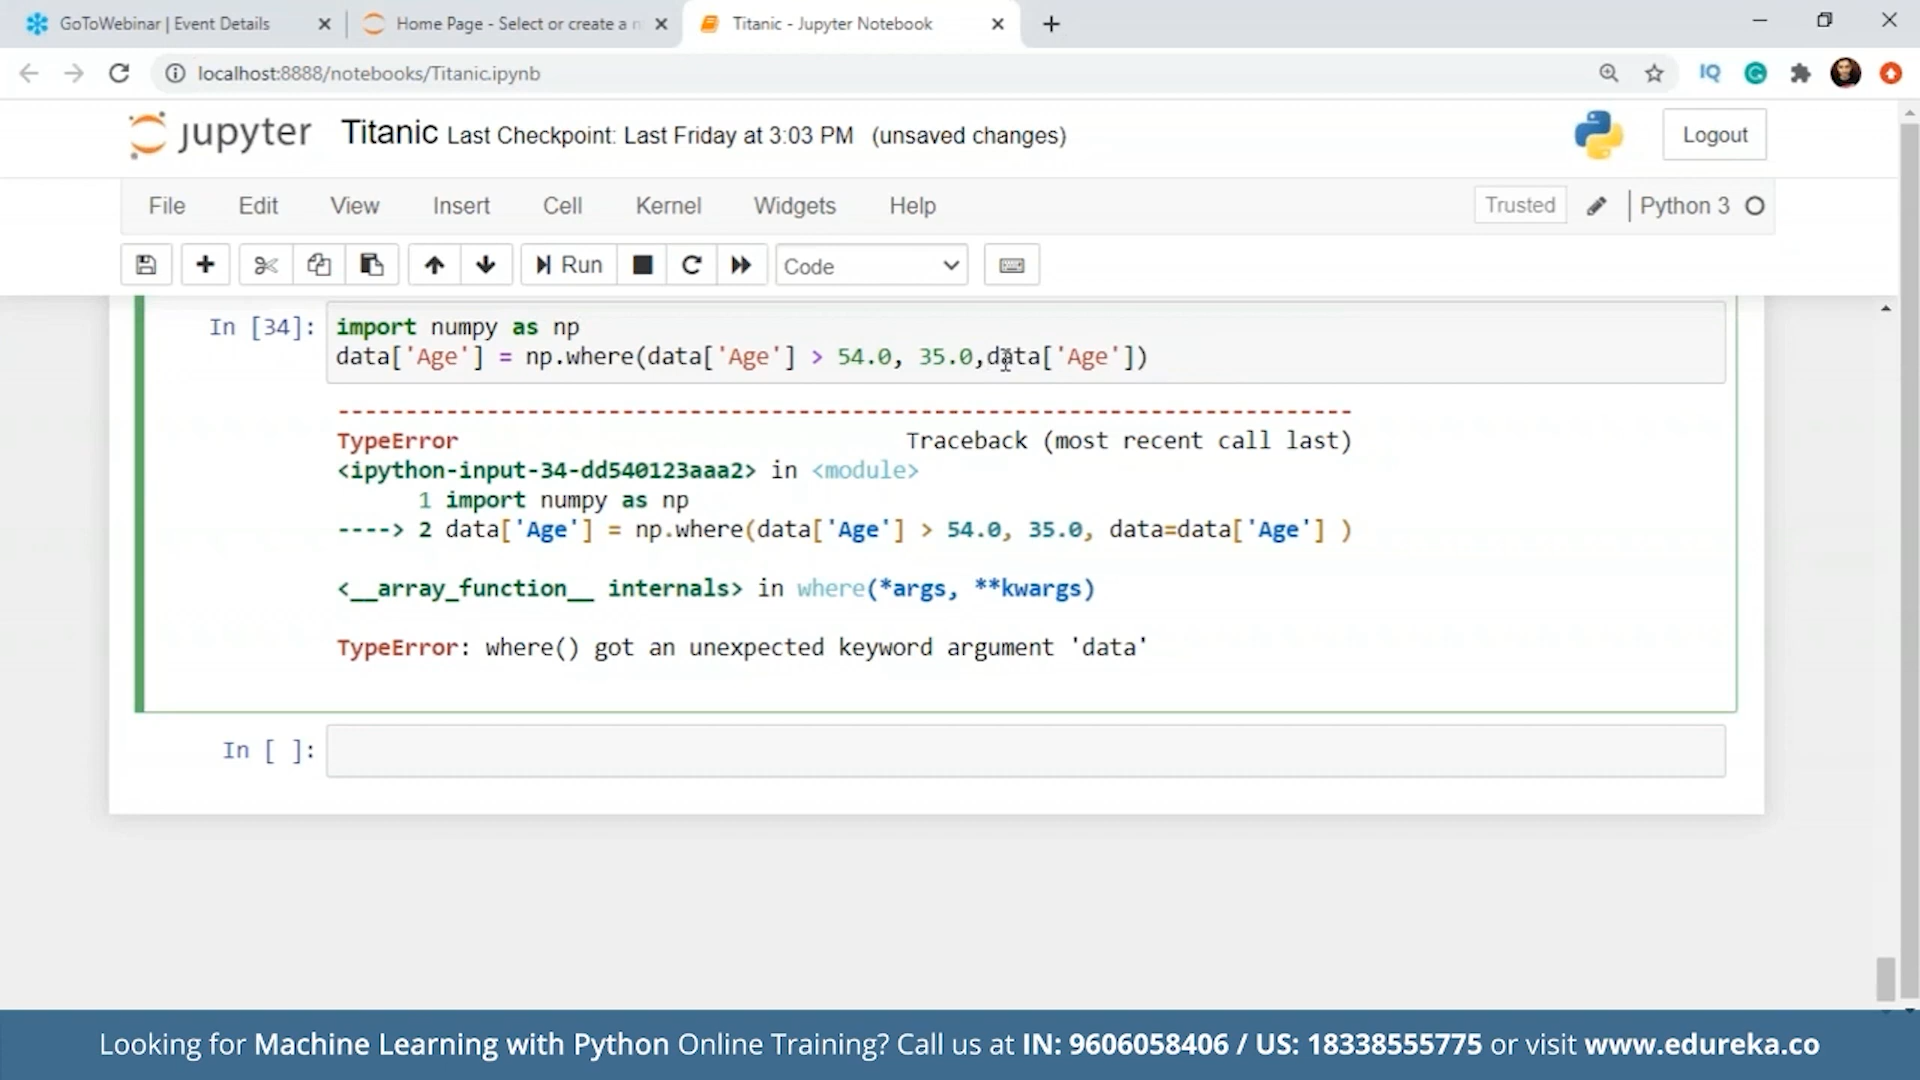 GoToWebinar | Event Details
Home Page - Select or create a n
Titanic - Jupyter Notebook
localhost:8888/notebooks/Titanic.ipynb
IQ
jupyter Titanic Last Checkpoint: Last Friday at 3:03 PM (unsaved changes)
Logout
File Edit View Insert Cell Kernel Widgets Help
Trusted
Python 3
Run
Code
In [34]: import numpy as np
data['Age'] = np.where(data['Age'] > 54.0, 35.0,data['Age'])
---------------------------------------------------------------------------
TypeError Traceback (most recent call last)
<ipython-input-34-dd540123aaa2> in <module>
1 import numpy as np
----> 2 data['Age'] = np.where(data['Age'] > 54.0, 35.0, data=data['Age'] )
<__array_function__ internals> in where(*args, **kwargs)
TypeError: where() got an unexpected keyword argument 'data'
In [ ]:
Looking for Machine Learning with Python Online Training? Call us at IN: 9606058406 / US: 18338555775 or visit www.edureka.co